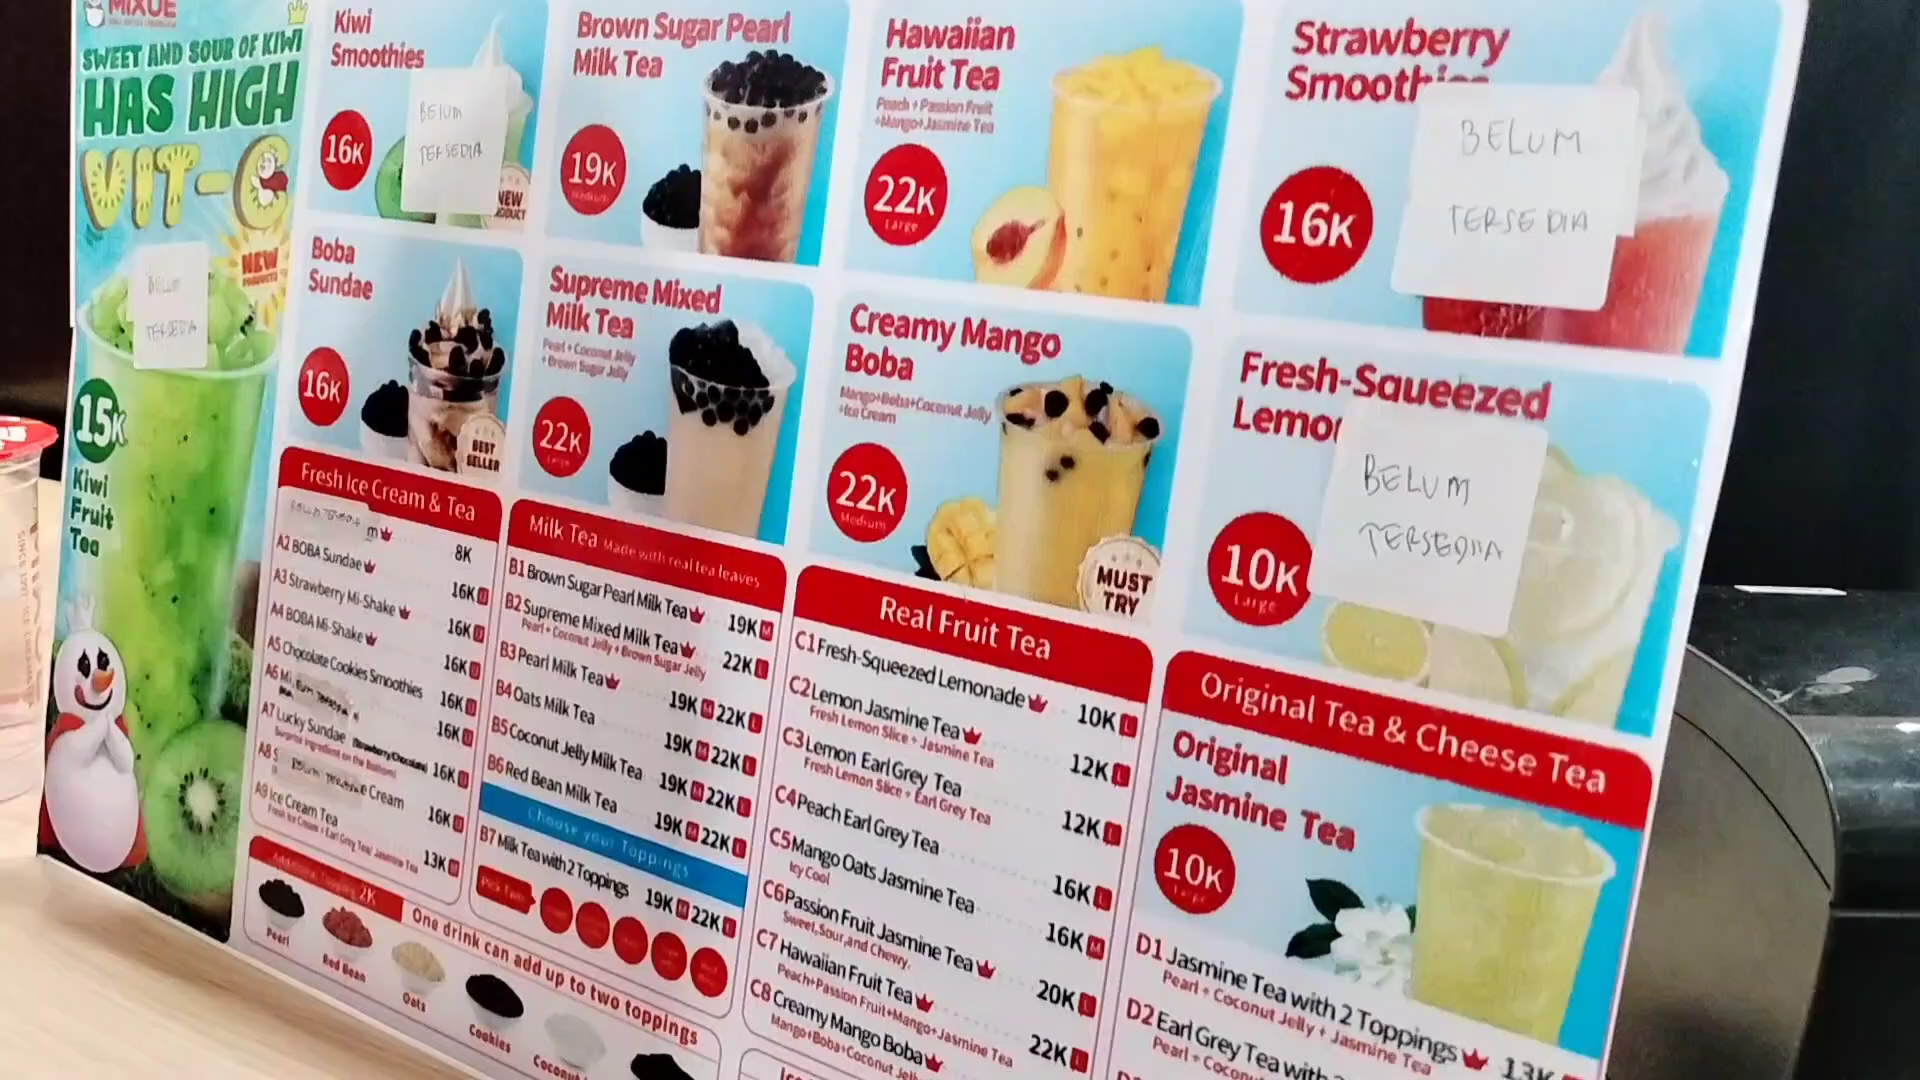 MIXUE
SWEET AND SOUR OF KIWI
HAS HIGH
VIT-C
NEW
BELUM
TERSEDIA
15K
Kiwi
Fruit
Tea
Kiwi
Smoothies
16K
BELUM
TERSEDIA
NEW
Boba
Sundae
16K
BEST
SELLER
Brown Sugar Pearl
Milk Tea
19K
Medium
Supreme Mixed
Milk Tea
Pearl + Coconut Jelly
+ Brown Sugar Jelly
22K
Large
Hawaiian
Fruit Tea
Peach + Passion Fruit
+Mango+Jasmine Tea
22K
Large
Creamy Mango
Boba
Mango+Boba+Coconut Jelly
+Ice Cream
22K
Medium
MUST
TRY
Strawberry
Smoothies
16K
BELUM
TERSEDIA
Fresh-Squeezed
Lemo
10K
Large
BELUM
TERSEDIA
Fresh Ice Cream & Tea
m 8K
A2 BOBA Sundae 16K
A3 Strawberry Mi-Shake 16K
A4 BOBA Mi-Shake 16K
A5 Chocolate Cookies Smoothies 16K
A6 Mi 16K
A7 Lucky Sundae (Strawberry/Chocolate) 16K
Surprise Ingredient on the Bottom!
A8 S e Cream 16K
A9 Ice Cream Tea 13K
Fresh Ice Cream + Earl Grey Tea/ Jasmine Tea
Additional Topping 2K
One drink can add up to two toppings
Pearl
Red Bean
Oats
Cookies
Coconut
Milk Tea Made with real tea leaves
B1 Brown Sugar Pearl Milk Tea 19K M
B2 Supreme Mixed Milk Tea 22K L
Pearl + Coconut Jelly + Brown Sugar Jelly
B3 Pearl Milk Tea 19K M 22K L
B4 Oats Milk Tea 19K M 22K L
B5 Coconut Jelly Milk Tea 19K M 22K L
B6 Red Bean Milk Tea 19K M 22K L
Choose your Toppings
B7 Milk Tea with 2 Toppings 19K M 22K L
Pick Two
Real Fruit Tea
C1 Fresh-Squeezed Lemonade 10K L
C2 Lemon Jasmine Tea 12K L
Fresh Lemon Slice + Jasmine Tea
C3 Lemon Earl Grey Tea 12K L
Fresh Lemon Slice + Earl Grey Tea
C4 Peach Earl Grey Tea 16K L
C5 Mango Oats Jasmine Tea 16K M
Icy Cool
C6 Passion Fruit Jasmine Tea 20K L
Sweet,Sour,and Chewy.
C7 Hawaiian Fruit Tea 22K L
Peach+Passion Fruit+Mango+Jasmine Tea
C8 Creamy Mango Boba
Mango+Boba+Coconut Jell
Original Tea & Cheese Tea
Original
Jasmine Tea
10K
Large
D1 Jasmine Tea with 2 Toppings 13K
Pearl + Coconut Jelly + Jasmine Tea
D2 Earl Grey Tea with
Pearl + Coconu